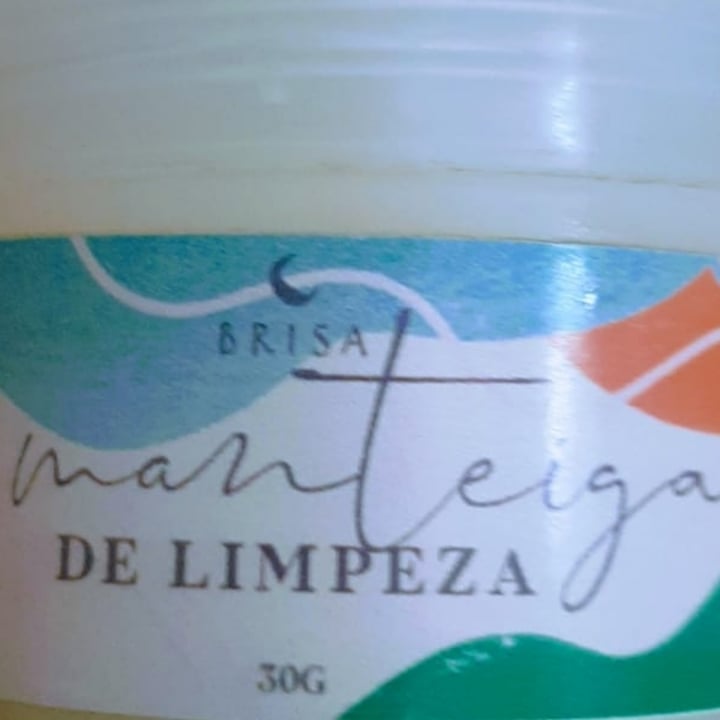 BRISA
manteiga
DE LIMPEZA
30G